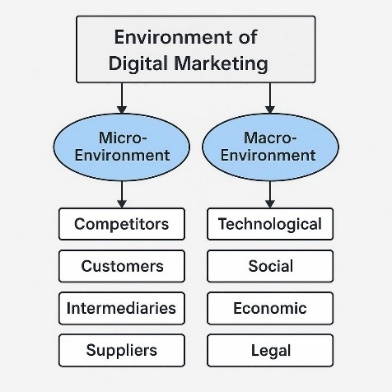 Environment of
Digital Marketing
Micro-
Environment
Macro-
Environment
Competitors
Technological
Customers
Social
Intermediaries
Economic
Suppliers
Legal